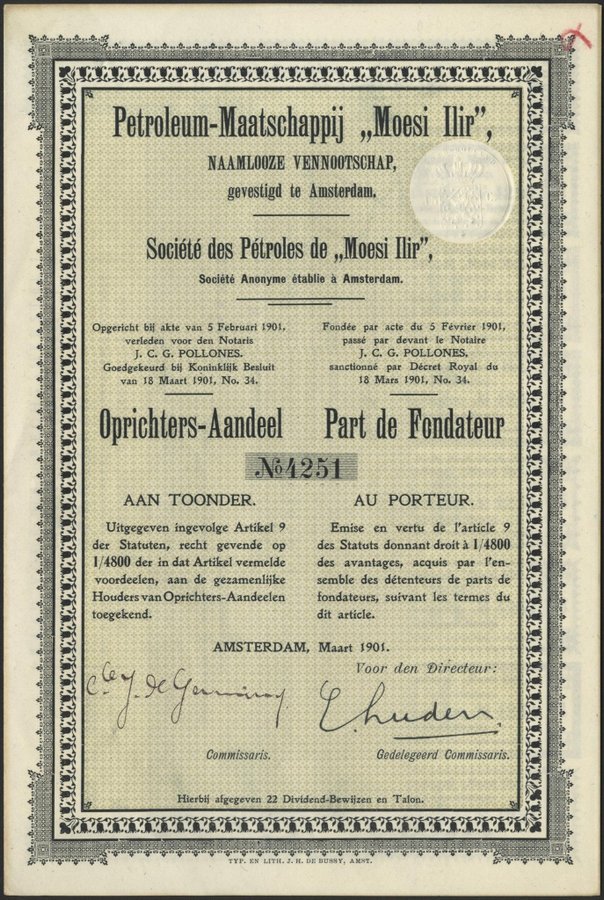 Petroleum-Maatschappij „Moesi Ilir”,
NAAMLOOZE VENNOOTSCHAP,
gevestigd te Amsterdam.
Société des Pétroles de „Moesi Ilir”,
Société Anonyme établie à Amsterdam.
Opgericht bij akte van 5 Februari 1901,
verleden voor den Notaris
J. C. G. POLLONES.
Goedgekeurd bij Koninklijk Besluit
van 18 Maart 1901, No. 34.
Fondée par acte du 5 Février 1901,
passé par devant le Notaire
J. C. G. POLLONES,
sanctionné par Décret Royal du
18 Mars 1901, No. 34.
Oprichters-Aandeel
Part de Fondateur
No 4251
AAN TOONDER.
Uitgegeven ingevolge Artikel 9
der Statuten, recht gevende op
1/4800 der in dat Artikel vermelde
voordeelen, aan de gezamenlijke
Houders van Oprichters-Aandeelen
toegekend.
AU PORTEUR.
Emise en vertu de l'article 9
des Statuts donnant droit à 1/4800
des avantages, acquis par l'en-
semble des détenteurs de parts de
fondateurs, suivant les termes du
dit article.
AMSTERDAM, Maart 1901.
Voor den Directeur:
Commissaris.
Gedelegeerd Commissaris.
Hierbij afgegeven 22 Dividend-Bewijzen en Talon.
TYP. EN LITH. J. H. DE BUSSY, AMST.